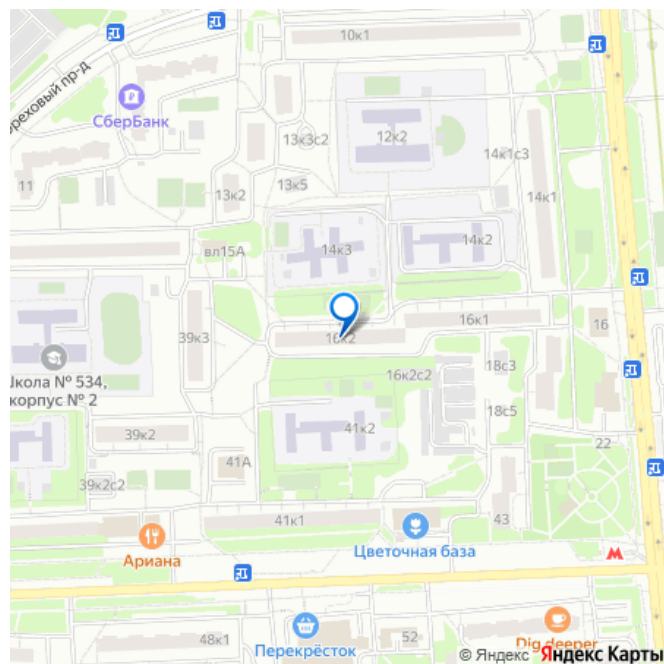 10к1
ореховый пр-д
СберБанк
12к2
13к3с2
14к1с3
11
13к5
13к2
14к1
14к2
14к3
вл15А
16к1
16
39к3
16к2
Школа № 534,
корпус № 2
18с3
16к2с2
18с5
41к2
39к2
22
41А
39к2с2
41к1
43
Цветочная база
Ариана
48к1
Перекрёсток
52
Dig deeper
© Яндекс Яндекс Карты